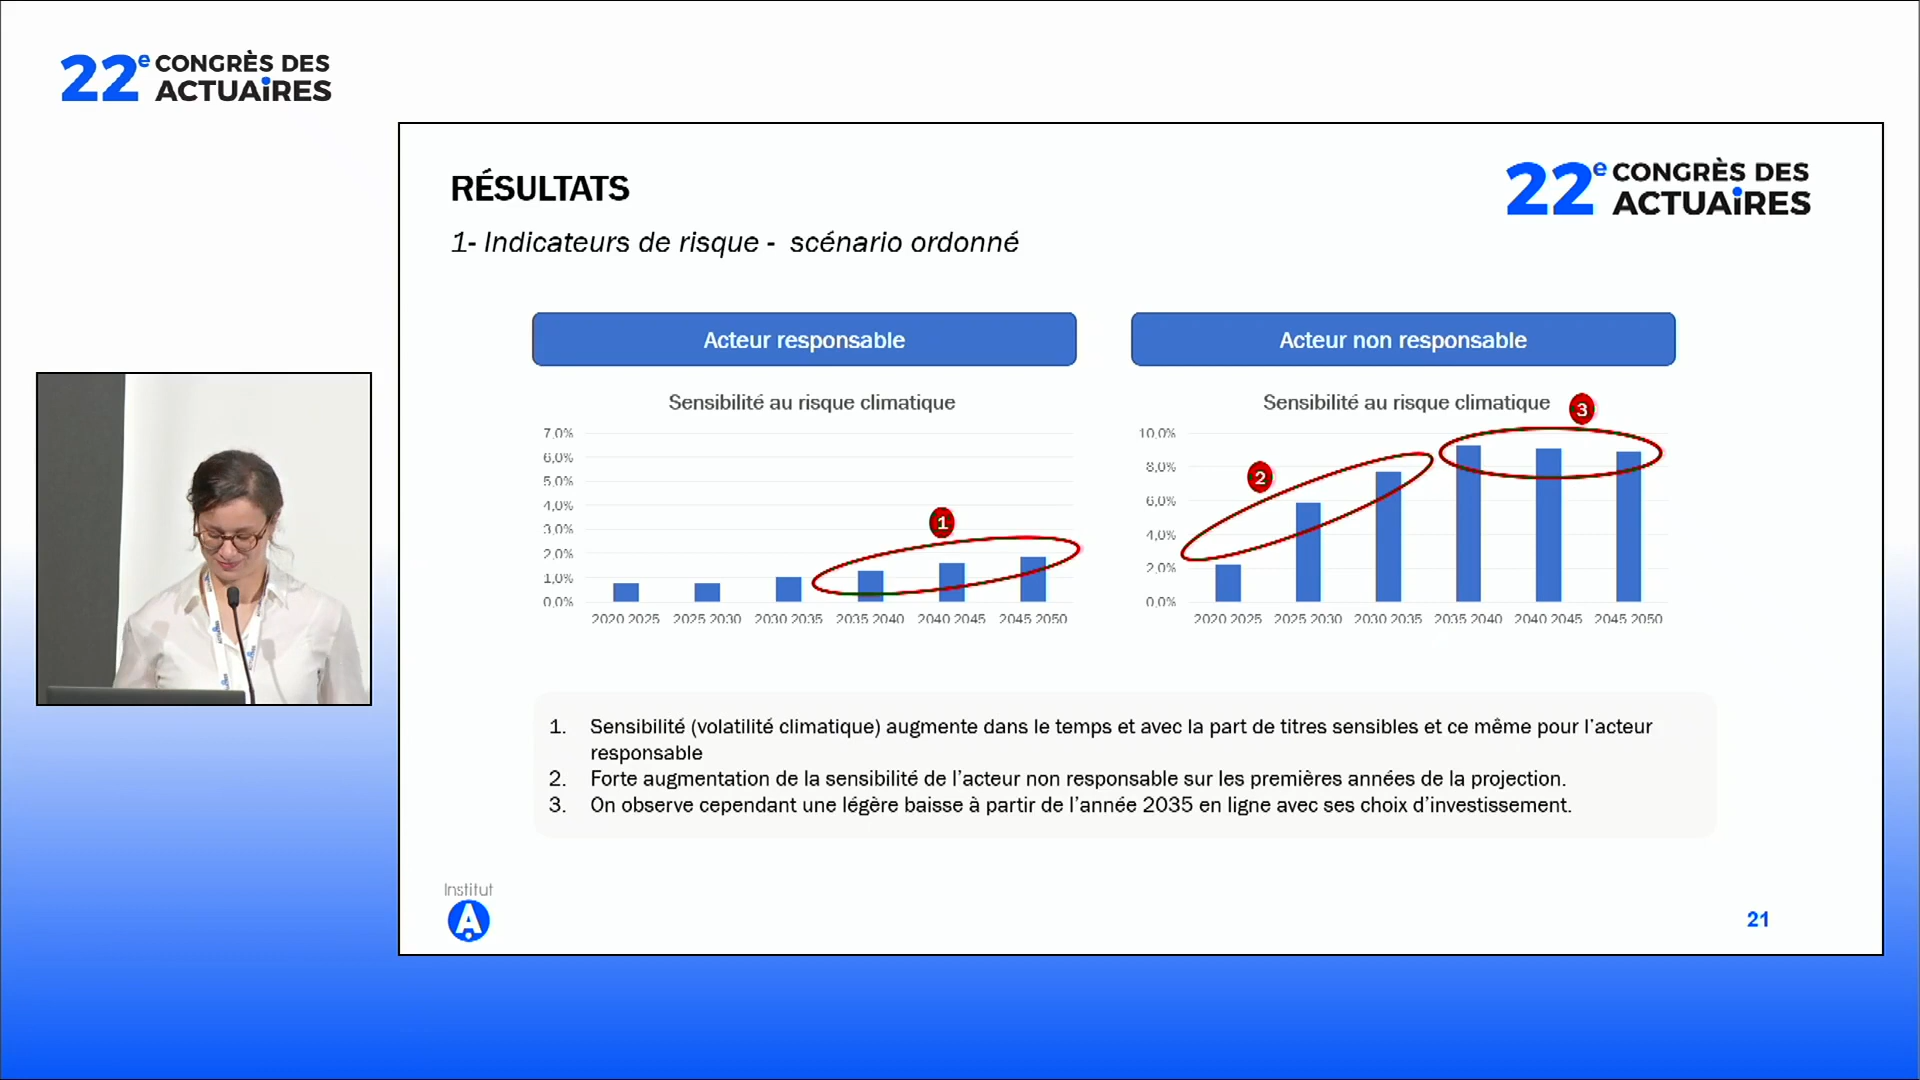 22e CONGRÈS DES
ACTUAiRES
RÉSULTATS
22e CONGRÈS DES
ACTUAiRES
1- Indicateurs de risque - scénario ordonné
Acteur responsable
Acteur non responsable
Sensibilité au risque climatique
7,0%
6,0%
5,0%
4,0%
3,0%
2,0%
1,0%
0,0%
1
2020 2025 2025 2030 2030 2035 2035 2040 2040 2045 2045 2050
Sensibilité au risque climatique
3
10,0%
8,0%
6,0%
4,0%
2,0%
0,0%
2
2020 2025 2025 2030 2030 2035 2035 2040 2040 2045 2045 2050
1. Sensibilité (volatilité climatique) augmente dans le temps et avec la part de titres sensibles et ce même pour l'acteur
responsable
2. Forte augmentation de la sensibilité de l'acteur non responsable sur les premières années de la projection.
3. On observe cependant une légère baisse à partir de l'année 2035 en ligne avec ses choix d'investissement.
Institut
A
21